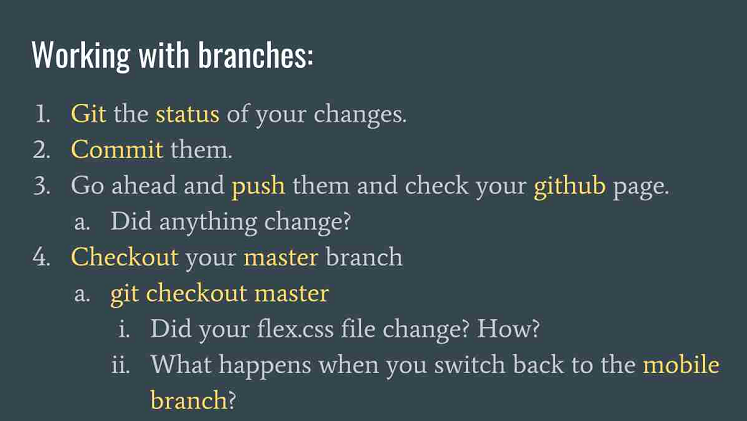 Working with branches:
1. Git the status of your changes.
2. Commit them.
3. Go ahead and push them and check your github page.
a. Did anything change?
4. Checkout your master branch
a. git checkout master
i. Did your flex.css file change? How?
ii. What happens when you switch back to the mobile
branch?